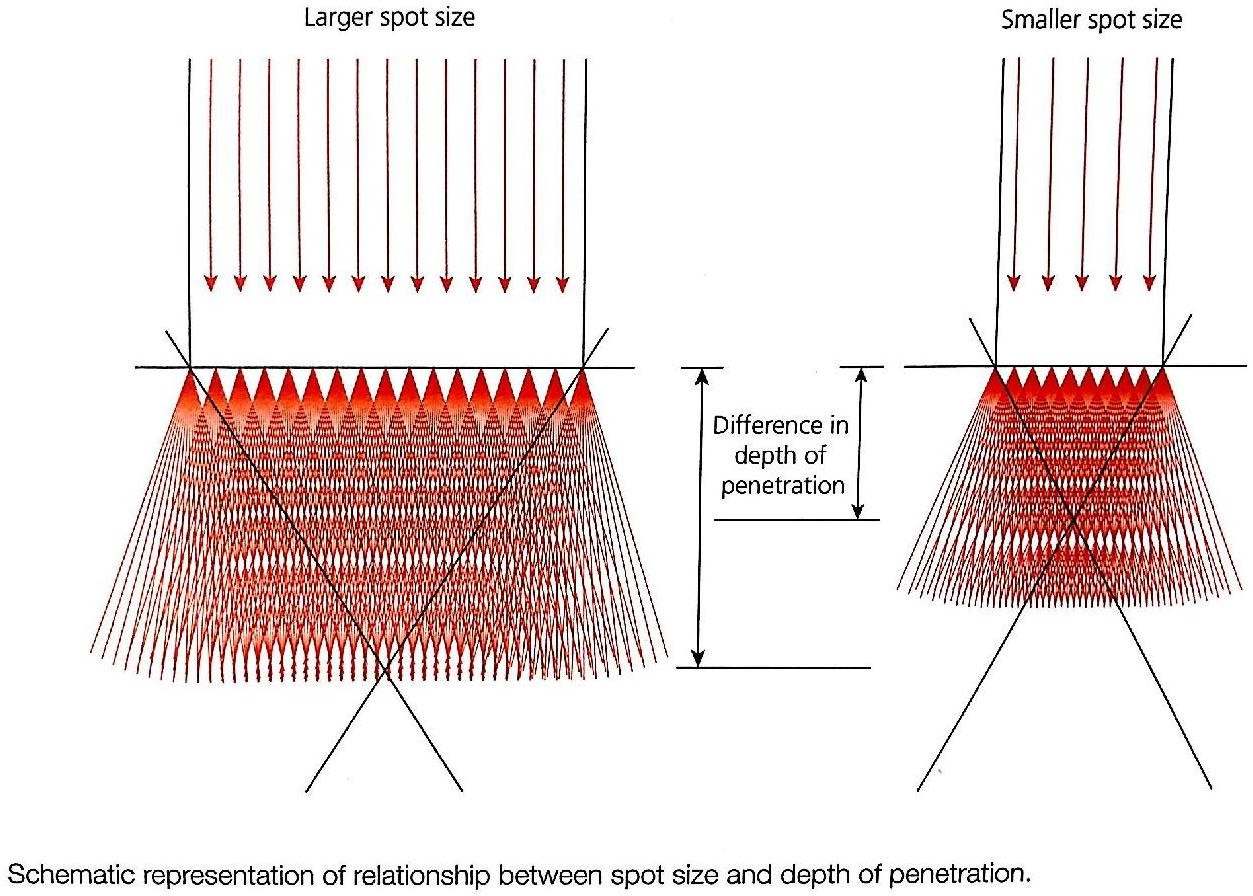 Larger spot size
Smaller spot size
Difference in
depth of
penetration
Schematic representation of relationship between spot size and depth of penetration.